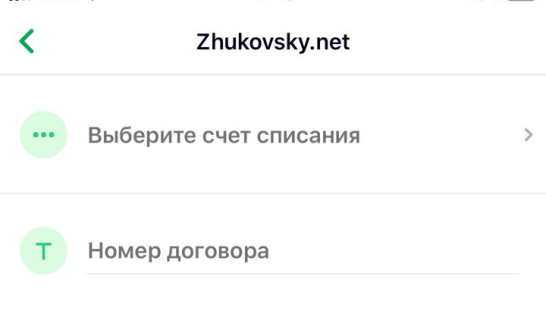 Zhukovsky.net
Выберите счет списания
Т
Номер договора